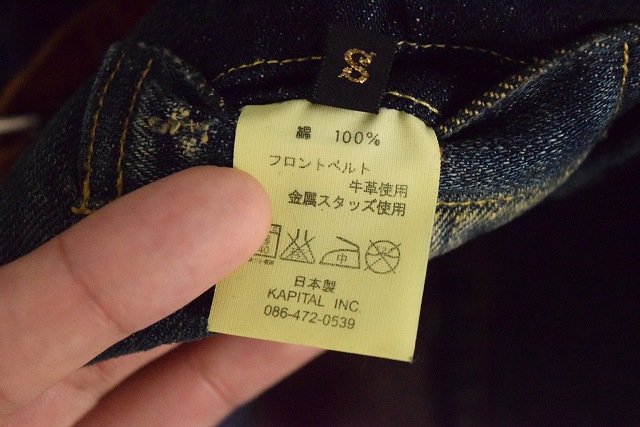 S
綿 100%
フロントベルト
牛革使用
金属スタッズ使用
40
中
日本製
KAPITAL INC.
086-472-0539